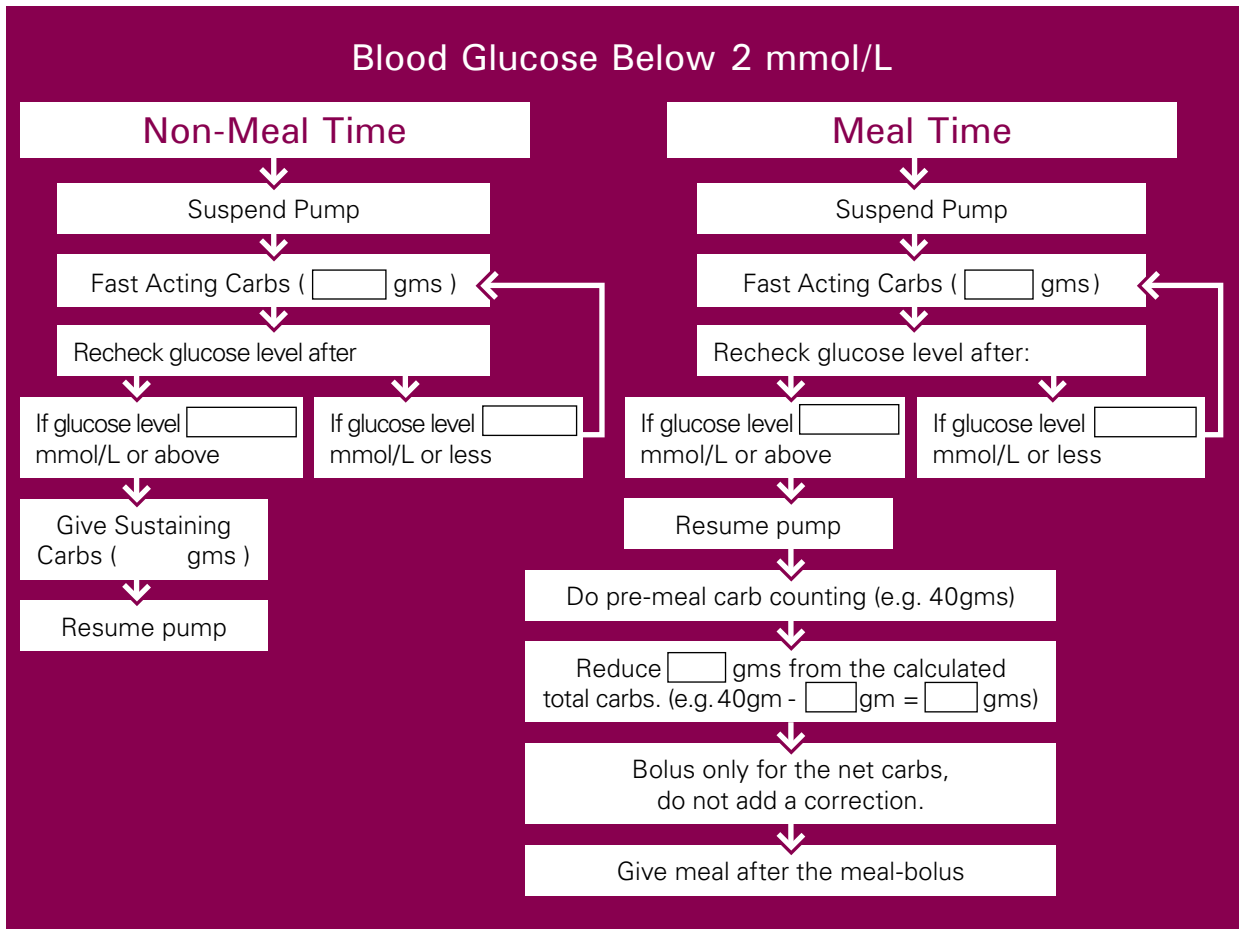 Blood Glucose Below 2 mmol/L
Non-Meal Time
Suspend Pump
Fast Acting Carbs ( gms )
Recheck glucose level after
If glucose level
mmol/L or above
If glucose level
mmol/L or less
Give Sustaining
Carbs ( gms )
Resume pump
Meal Time
Suspend Pump
Fast Acting Carbs ( gms)
Recheck glucose level after:
If glucose level
mmol/L or above
If glucose level
mmol/L or less
Resume pump
Do pre-meal carb counting (e.g. 40gms)
Reduce gms from the calculated
total carbs. (e.g. 40gm - gm = gms)
Bolus only for the net carbs,
do not add a correction.
Give meal after the meal-bolus